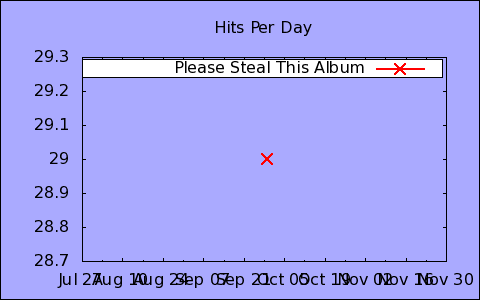 Hits Per Day
29.3
Please Steal This Album
29.2
29.1
29
28.9
28.8
28.7
Jul 27 Aug 10 Aug 24 Sep 07 Sep 21 Oct 05 Oct 19 Nov 02 Nov 16 Nov 30